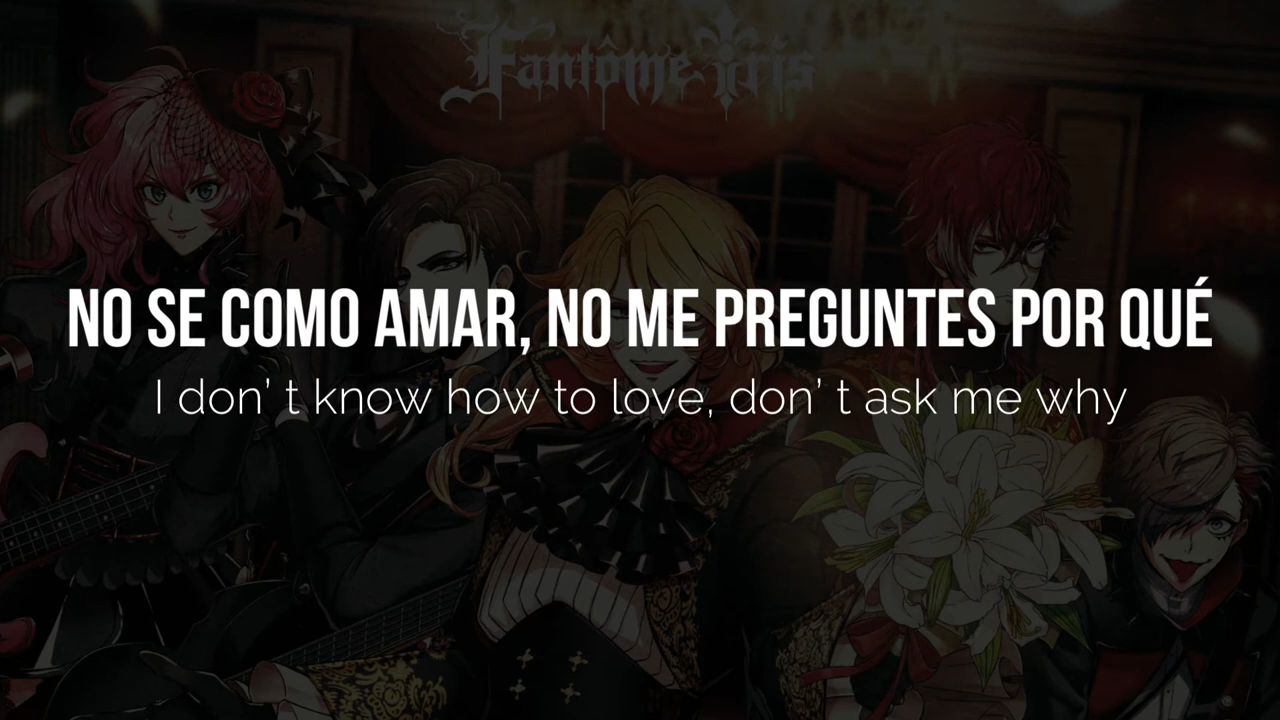 Fantôme Iris
NO SE COMO AMAR, NO ME PREGUNTES POR QUÉ
I don’ t know how to love, don’ t ask me why